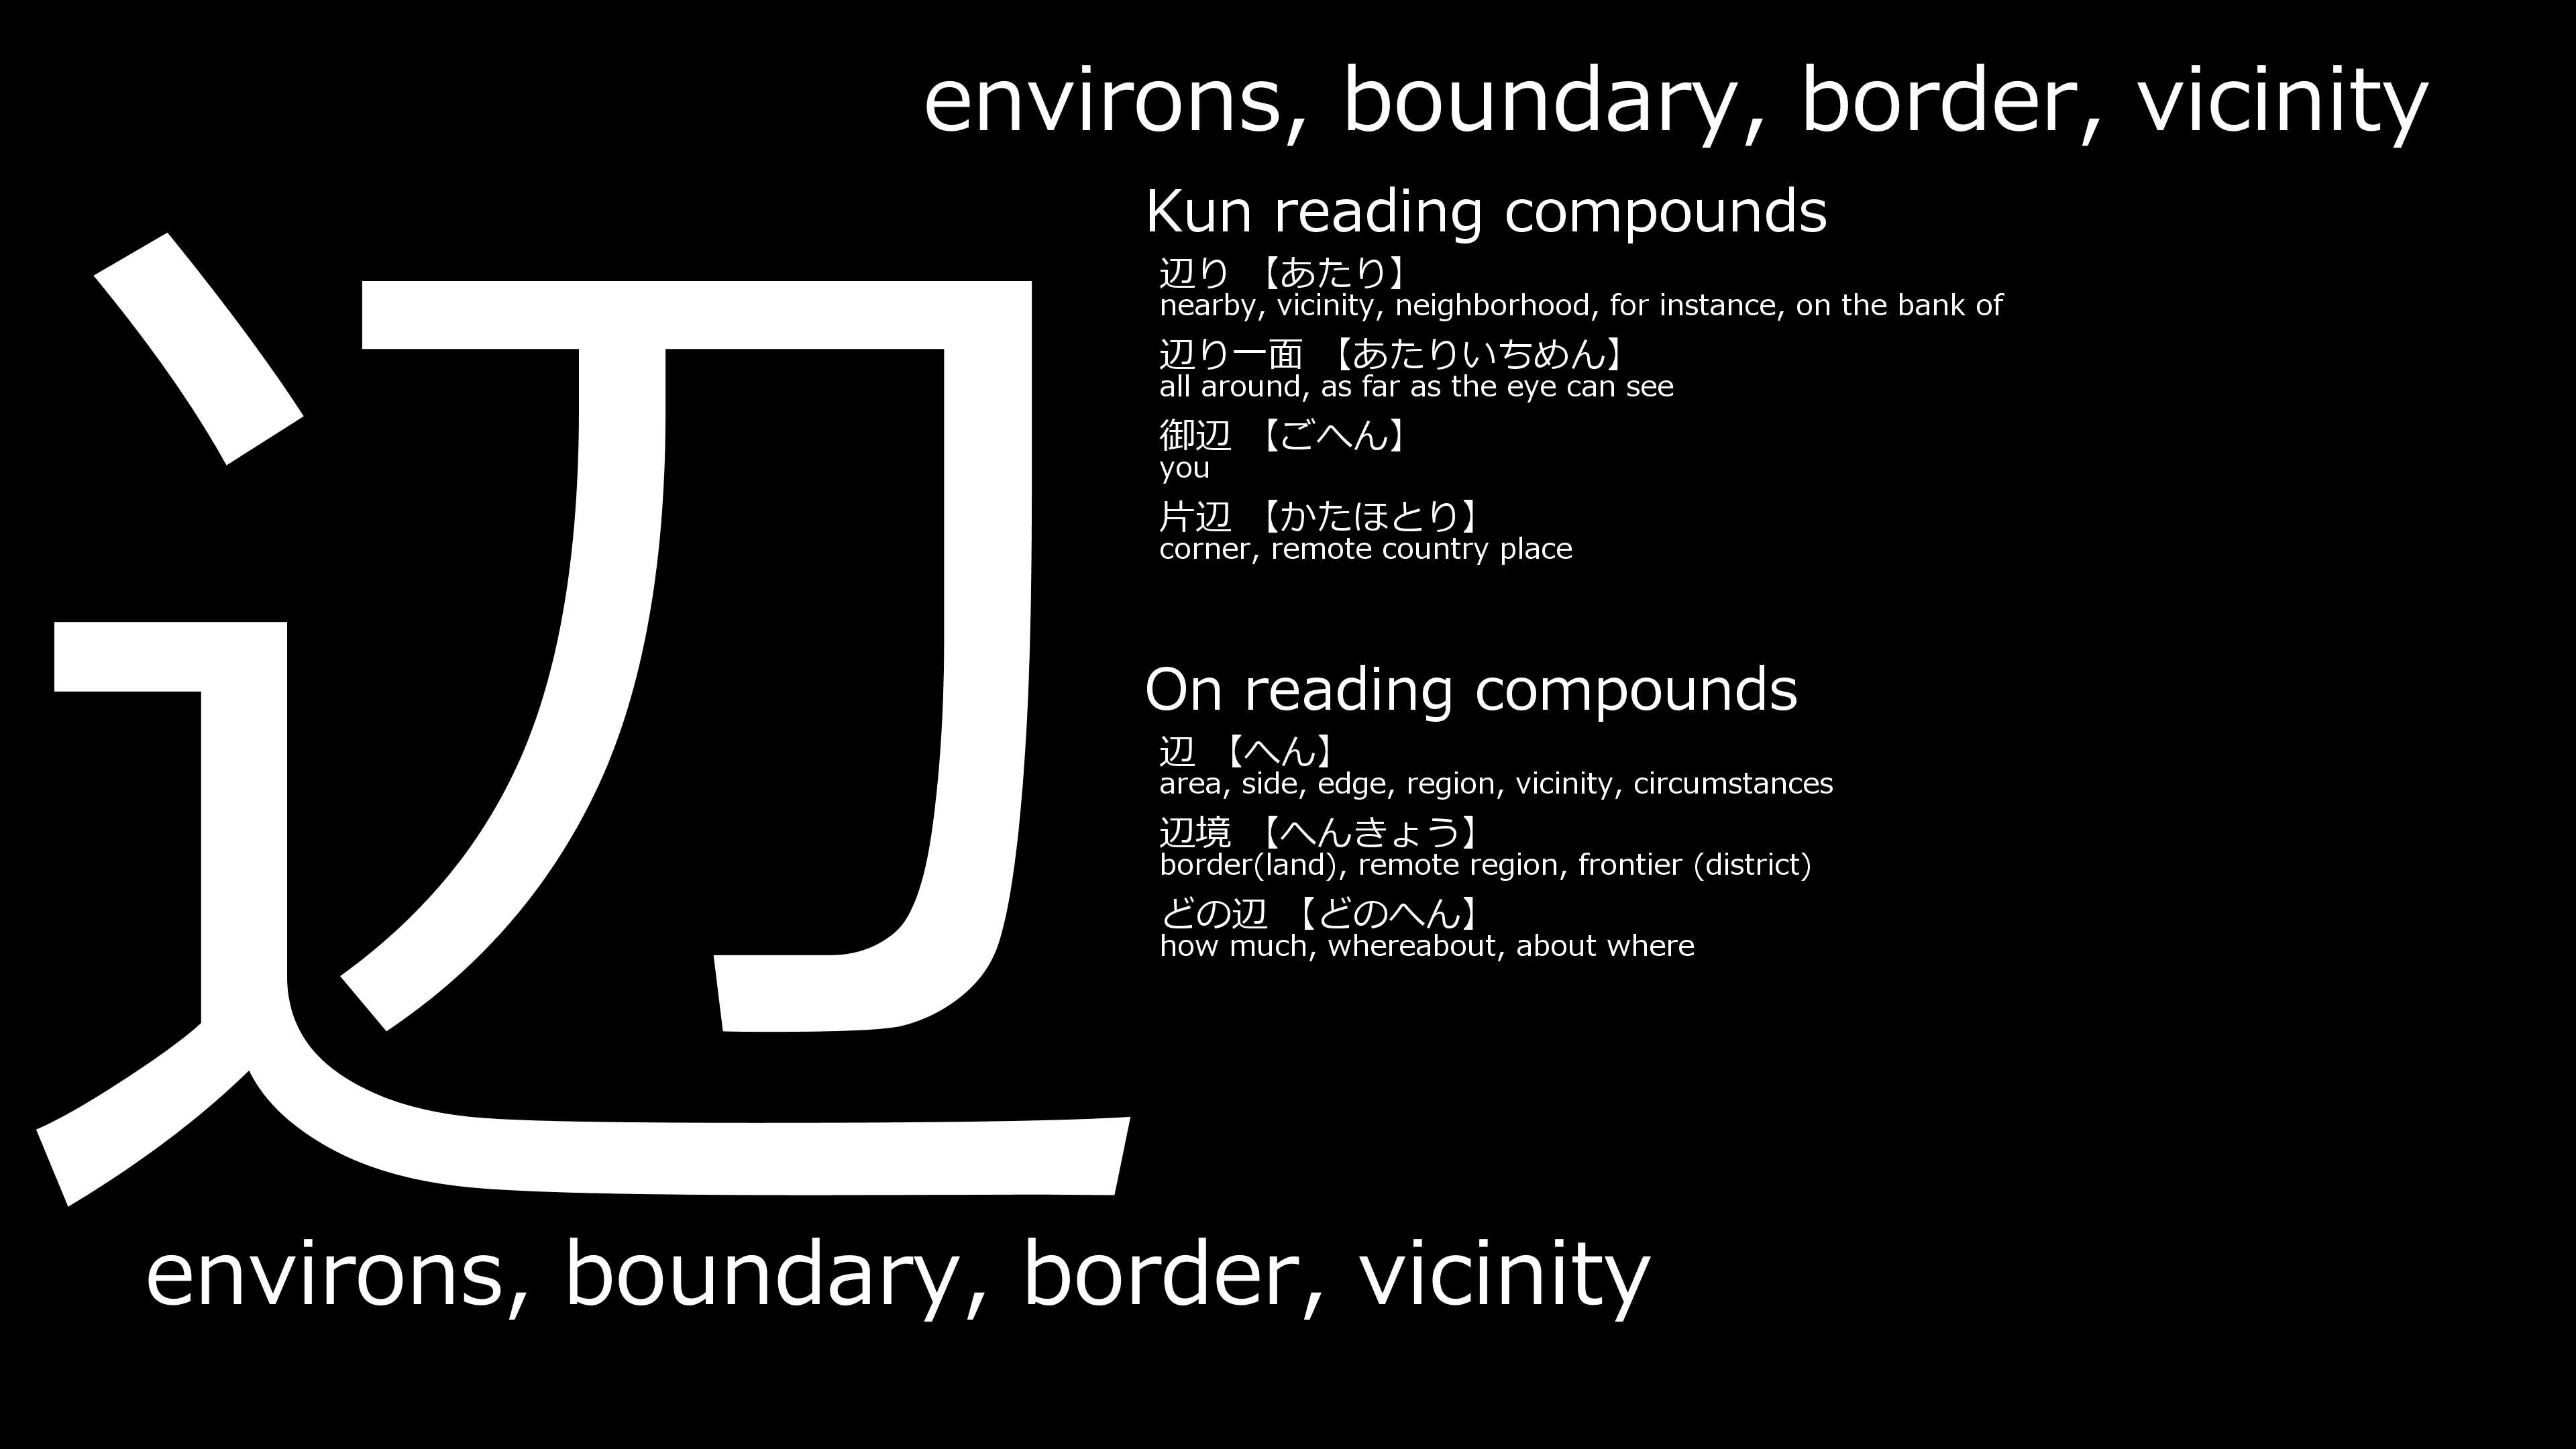 environs, boundary, border, vicinity
辺
Kun reading compounds
辺り 【あたり】
nearby, vicinity, neighborhood, for instance, on the bank of
辺り一面 【あたりいちめん】
all around, as far as the eye can see
御辺 【ごへん】
you
片辺 【かたほとり】
corner, remote country place
On reading compounds
辺 【へん】
area, side, edge, region, vicinity, circumstances
辺境 【へんきょう】
border(land), remote region, frontier (district)
どの辺 【どのへん】
how much, whereabout, about where
environs, boundary, border, vicinity